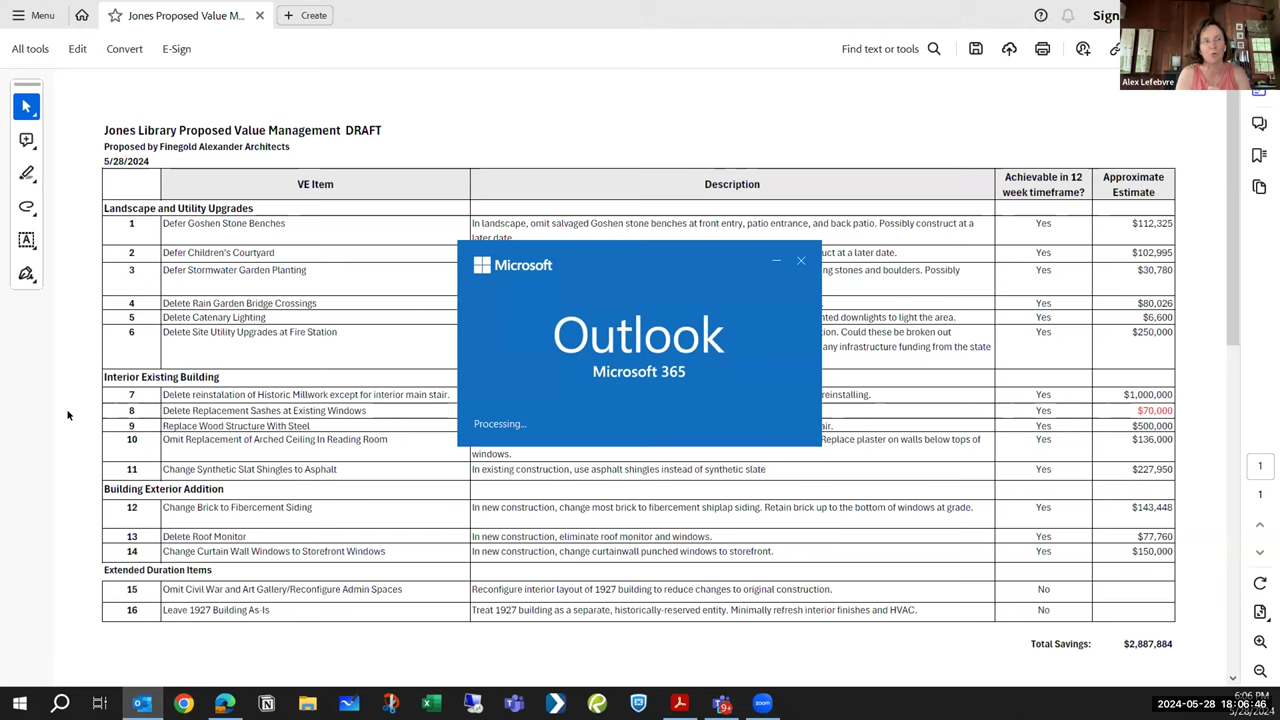 Menu
Jones Proposed Value M...
Create
Sign
All tools
Edit
Convert
E-Sign
Find text or tools
Alex Lefebvre
Jones Library Proposed Value Management DRAFT
Proposed by Finegold Alexander Architects
5/28/2024
VE Item Description Achievable in 12 week timeframe? Approximate Estimate
Landscape and Utility Upgrades
1 Defer Goshen Stone Benches In landscape, omit salvaged Goshen stone benches at front entry, patio entrance, and back patio. Possibly construct at a Yes $112,325
later date.
2 Defer Children's Courtyard uct at a later date. Yes $102,995
3 Defer Stormwater Garden Planting ng stones and boulders. Possibly Yes $30,780
4 Delete Rain Garden Bridge Crossings Yes $80,026
5 Delete Catenary Lighting nted downlights to light the area. Yes $6,600
6 Delete Site Utility Upgrades at Fire Station tion. Could these be broken out Yes $250,000
any infrastructure funding from the state
Interior Existing Building
7 Delete reinstalation of Historic Millwork except for interior main stair. reinstalling. Yes $1,000,000
8 Delete Replacement Sashes at Existing Windows Yes $70,000
9 Replace Wood Structure With Steel air. Yes $500,000
10 Omit Replacement of Arched Ceiling In Reading Room Replace plaster on walls below tops of Yes $136,000
windows.
11 Change Synthetic Slat Shingles to Asphalt In existing construction, use asphalt shingles instead of synthetic slate Yes $227,950
Building Exterior Addition
12 Change Brick to Fibercement Siding In new construction, change most brick to fibercement shiplap siding. Retain brick up to the bottom of windows at grade. Yes $143,448
13 Delete Roof Monitor In new construction, eliminate roof monitor and windows. Yes $77,760
14 Change Curtain Wall Windows to Storefront Windows In new construction, change curtainwall punched windows to storefront. Yes $150,000
Extended Duration Items
15 Omit Civil War and Art Gallery/Reconfigure Admin Spaces Reconfigure interior layout of 1927 building to reduce changes to original construction. No
16 Leave 1927 Building As-Is Treat 1927 building as a separate, historically-reserved entity. Minimally refresh interior finishes and HVAC. No
Total Savings: $2,887,884
Microsoft
Outlook
Microsoft 365
Processing...
1
1
9+
6:06 PM
2024-05-28 18:06:46